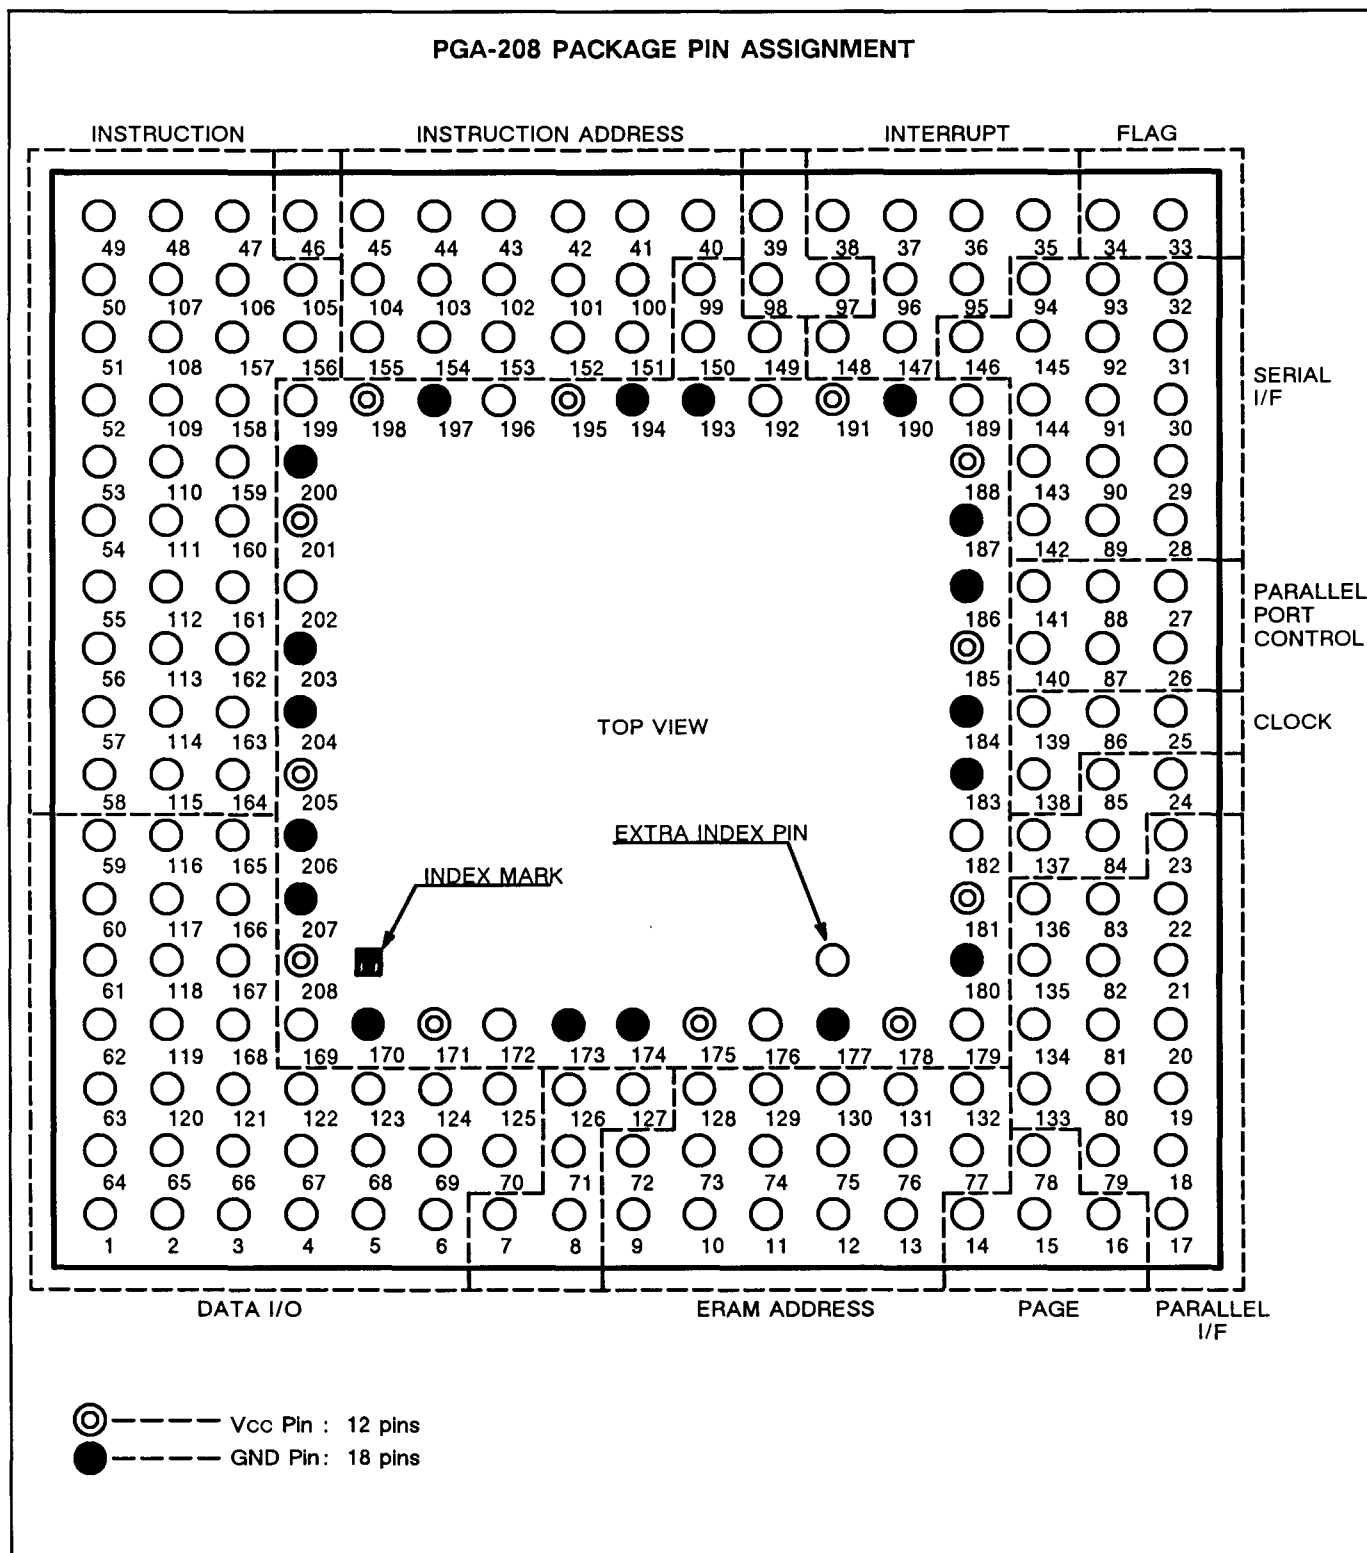 PGA-208 PACKAGE PIN ASSIGNMENT
INSTRUCTION INSTRUCTION ADDRESS INTERRUPT FLAG
49 48 47 46 45 44 43 42 41 40 39 38 37 36 35 34 33
50 107 106 105 104 103 102 101 100 99 98 97 96 95 94 93 32
51 108 157 156 155 154 153 152 151 150 149 148 147 146 145 92 31
SERIAL
I/F
52 109 158 199 198 197 196 195 194 193 192 191 190 189 144 91 30
53 110 159 200 188 143 90 29
54 111 160 201 187 142 89 28
55 112 161 202 186 141 88 27
PARALLEL
PORT
CONTROL
56 113 162 203 185 140 87 26
57 114 163 204 184 139 86 25
TOP VIEW
CLOCK
58 115 164 205 183 138 85 24
EXTRA INDEX PIN
59 116 165 206 182 137 84 23
INDEX MARK
60 117 166 207 181 136 83 22
61 118 167 208 180 135 82 21
62 119 168 169 170 171 172 173 174 175 176 177 178 179 134 81 20
63 120 121 122 123 124 125 126 127 128 129 130 131 132 133 80 19
64 65 66 67 68 69 70 71 72 73 74 75 76 77 78 79 18
1 2 3 4 5 6 7 8 9 10 11 12 13 14 15 16 17
DATA I/O ERAM ADDRESS PAGE PARALLEL
I/F
Vcc Pin : 12 pins
GND Pin: 18 pins